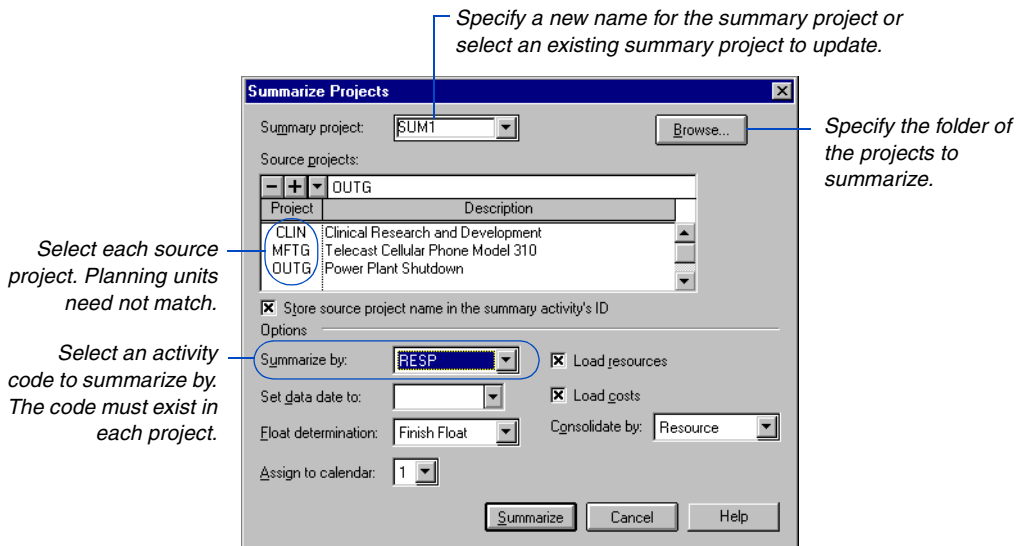 Specify a new name for the summary project or
select an existing summary project to update.
Summarize Projects
Summary project:
SUM1
Browse...
Specify the folder of
the projects to
summarize.
Source projects:
OUTG
Project
Description
CLIN Clinical Research and Development
MFTG Telecast Cellular Phone Model 310
OUTG Power Plant Shutdown
Select each source
project. Planning units
need not match.
Store source project name in the summary activity's ID
Options
Select an activity
code to summarize by.
The code must exist in
each project.
Summarize by:
RESP
Load resources
Set data date to:
Load costs
Float determination:
Finish Float
Consolidate by:
Resource
Assign to calendar:
1
Summarize
Cancel
Help